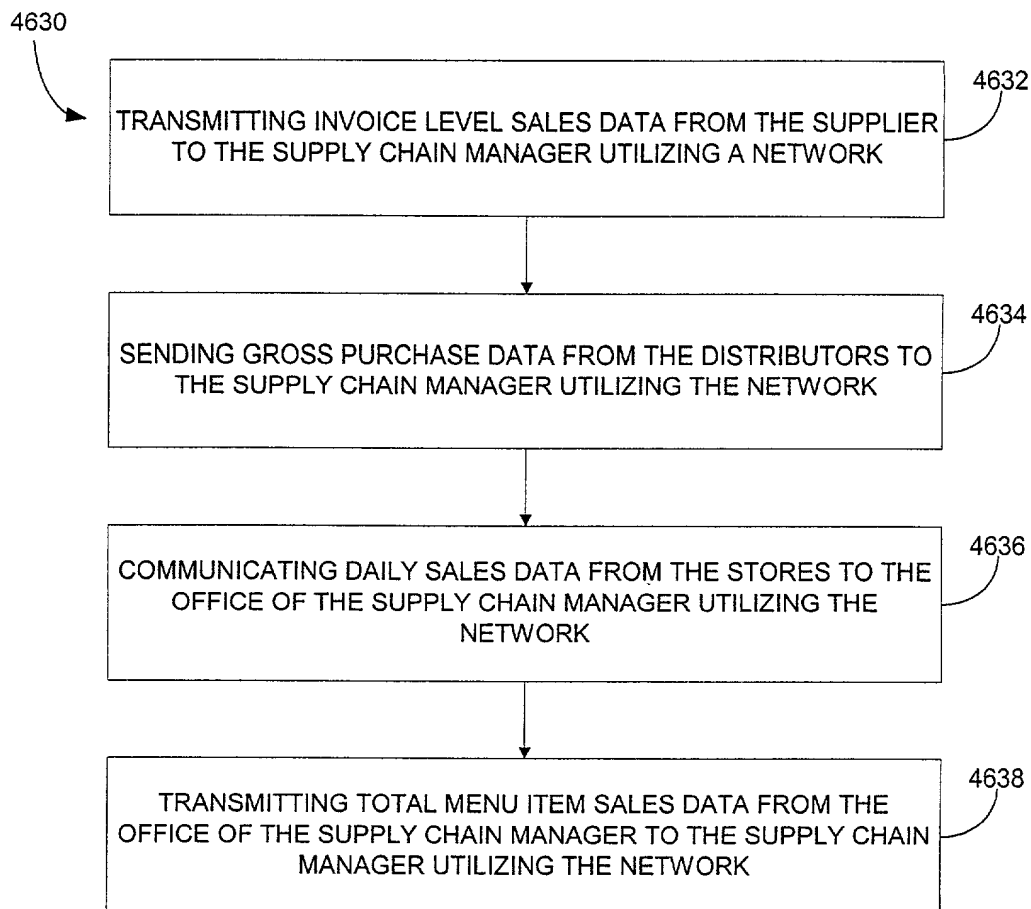 4630
4632
TRANSMITTING INVOICE LEVEL SALES DATA FROM THE SUPPLIER
TO THE SUPPLY CHAIN MANAGER UTILIZING A NETWORK
4634
SENDING GROSS PURCHASE DATA FROM THE DISTRIBUTORS TO
THE SUPPLY CHAIN MANAGER UTILIZING THE NETWORK
4636
COMMUNICATING DAILY SALES DATA FROM THE STORES TO THE
OFFICE OF THE SUPPLY CHAIN MANAGER UTILIZING THE
NETWORK
4638
TRANSMITTING TOTAL MENU ITEM SALES DATA FROM THE
OFFICE OF THE SUPPLY CHAIN MANAGER TO THE SUPPLY CHAIN
MANAGER UTILIZING THE NETWORK